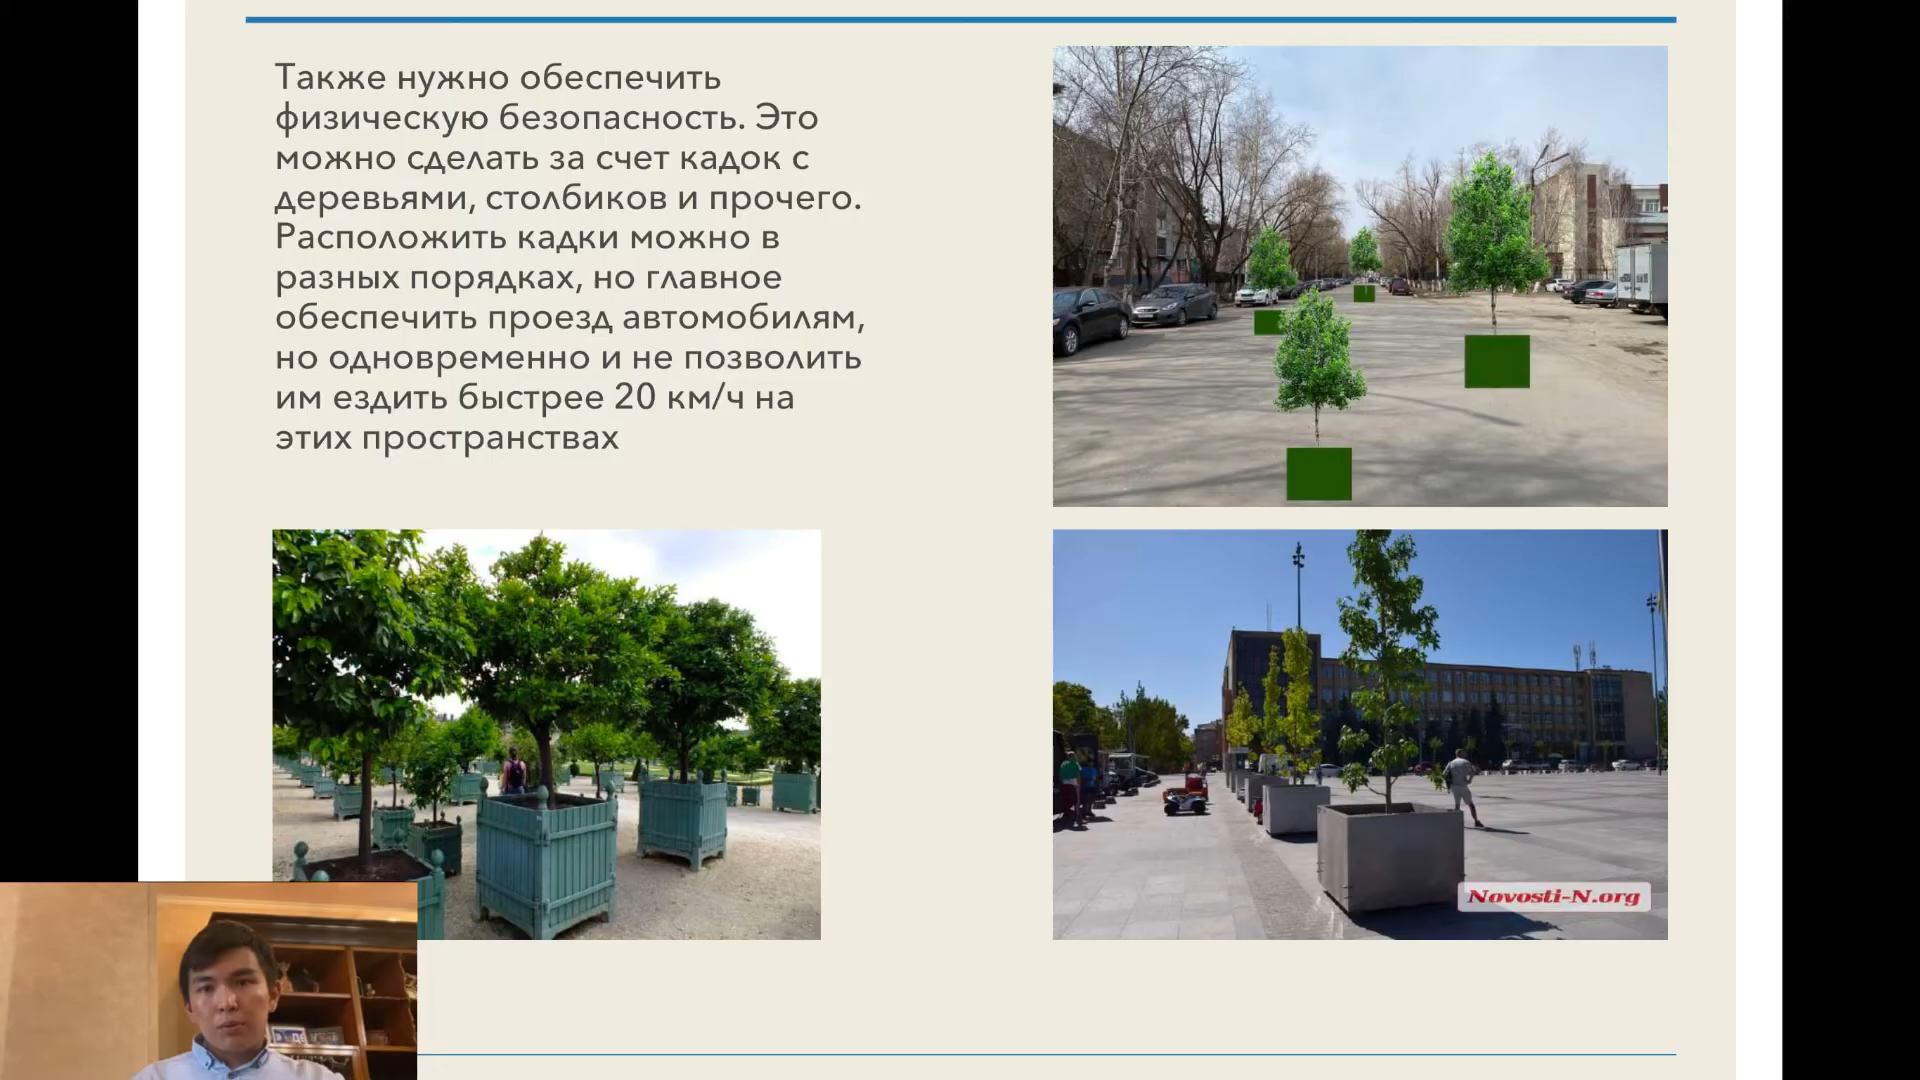 Также нужно обеспечить
физическую безопасность. Это
можно сделать за счет кадок с
деревьями, столбиков и прочего.
Расположить кадки можно в
разных порядках, но главное
обеспечить проезд автомобилям,
но одновременно и не позволить
им ездить быстрее 20 км/ч на
этих пространствах
Novosti-N.org